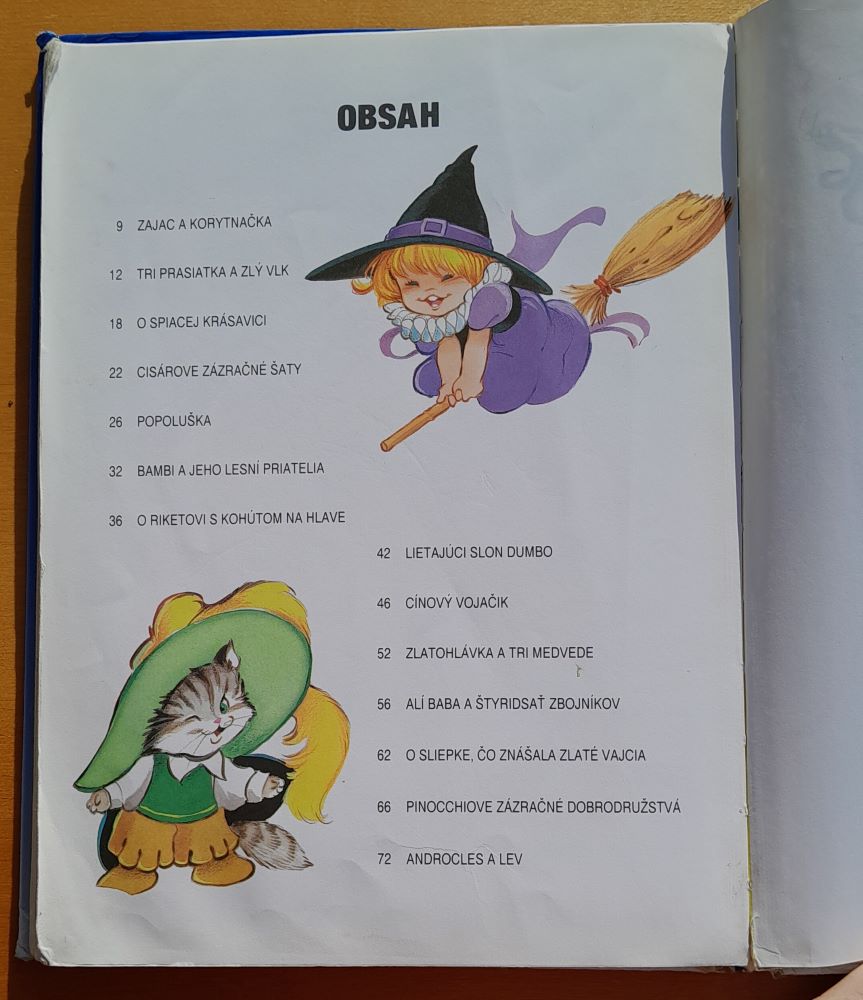 OBSAH
9 ZAJAC A KORYTNAČKA
12 TRI PRASIATKA A ZLÝ VLK
18 O SPIACEJ KRÁSAVICI
22 CISÁROVE ZÁZRAČNÉ ŠATY
26 POPOLUŠKA
32 BAMBI A JEHO LESNÍ PRIATELIA
36 O RIKETOVI S KOHÚTOM NA HLAVE
42 LIETAJÚCI SLON DUMBO
46 CÍNOVÝ VOJAČIK
52 ZLATOHLÁVKA A TRI MEDVEDE
56 ALÍ BABA A ŠTYRIDSAŤ ZBOJNÍKOV
62 O SLIEPKE, ČO ZNÁŠALA ZLATÉ VAJCIA
66 PINOCCHIOVE ZÁZRAČNÉ DOBRODRUŽSTVÁ
72 ANDROCLES A LEV